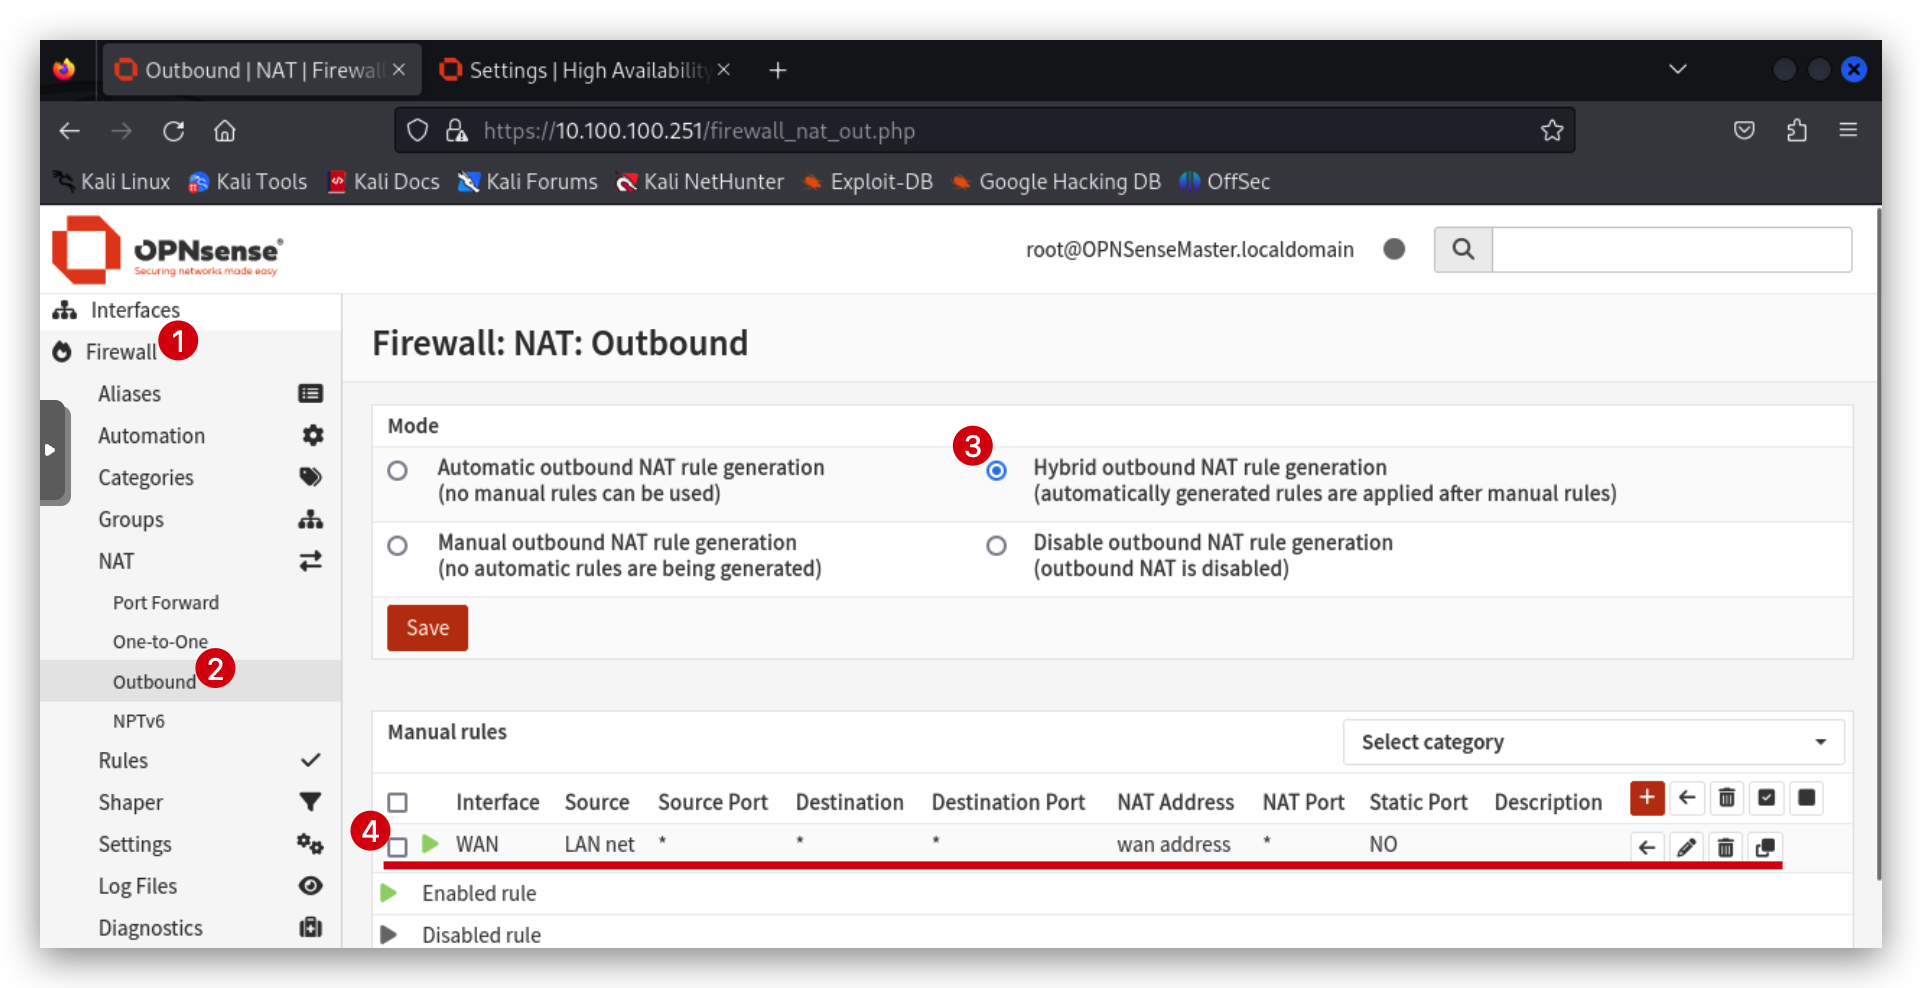 Outbound | NAT | Firewall
Settings | High Availability
https://10.100.100.251/firewall_nat_out.php
Kali Linux Kali Tools Kali Docs Kali Forums Kali NetHunter Exploit-DB Google Hacking DB OffSec
OPNsense®
Securing networks made easy
root@OPNSenseMaster.localdomain
Interfaces
Firewall 1
Aliases
Automation
Categories
Groups
NAT
Port Forward
One-to-One
Outbound 2
NPTv6
Rules
Shaper
Settings
Log Files
Diagnostics
Firewall: NAT: Outbound
Mode
Automatic outbound NAT rule generation
(no manual rules can be used)
3
Hybrid outbound NAT rule generation
(automatically generated rules are applied after manual rules)
Manual outbound NAT rule generation
(no automatic rules are being generated)
Disable outbound NAT rule generation
(outbound NAT is disabled)
Save
Manual rules
Select category
Interface Source Source Port Destination Destination Port NAT Address NAT Port Static Port Description
4
WAN LAN net * * * wan address * NO
Enabled rule
Disabled rule